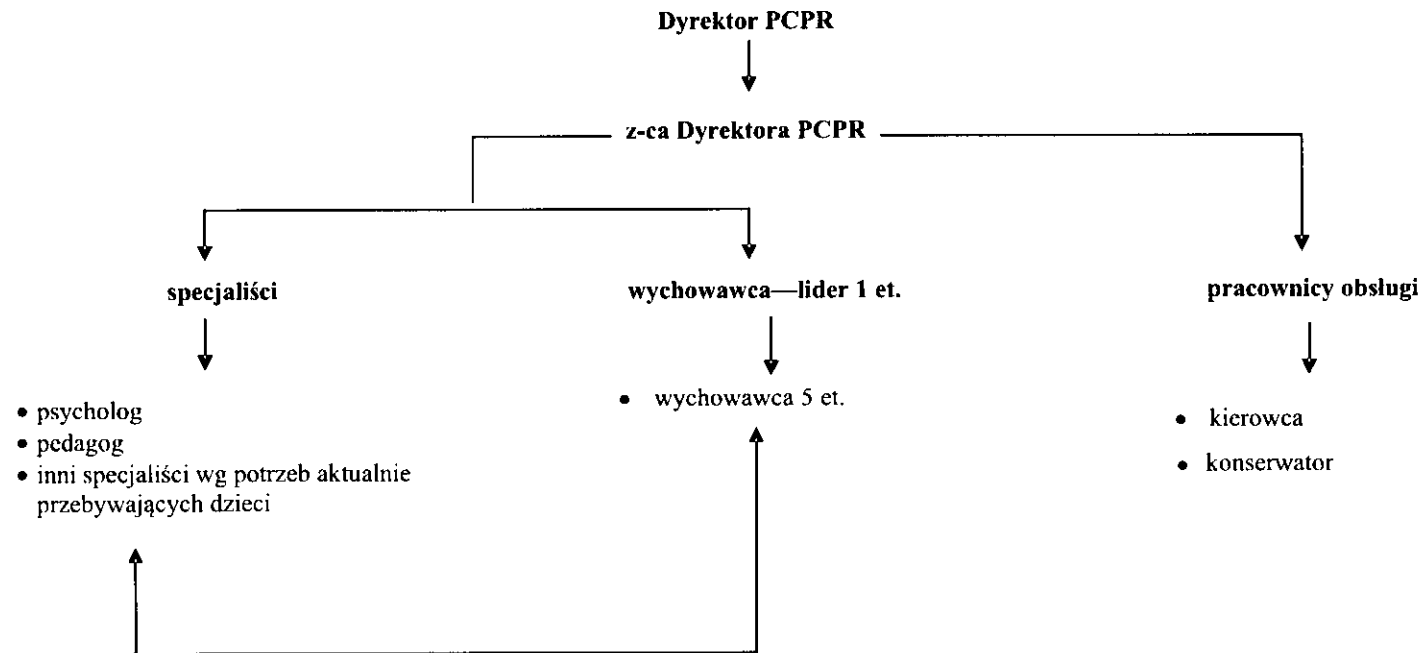 Dyrektor PCPR
z-ca Dyrektora PCPR
specjaliści
wychowawca—lider 1 et.
pracownicy obsługi
• psycholog
• pedagog
• inni specjaliści wg potrzeb aktualnie
przebywających dzieci
• wychowawca 5 et.
• kierowca
• konserwator